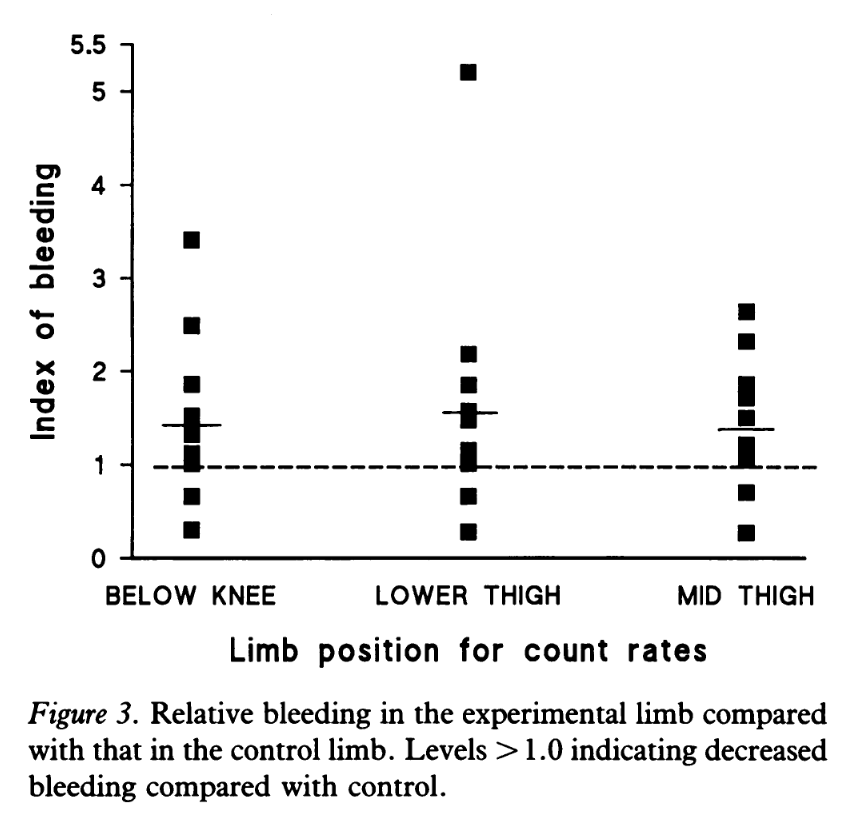 5.5
5
4
3
2
1
0
Index of bleeding
BELOW KNEE LOWER THIGH MID THIGH
Limb position for count rates
Figure 3. Relative bleeding in the experimental limb compared
with that in the control limb. Levels >1.0 indicating decreased
bleeding compared with control.